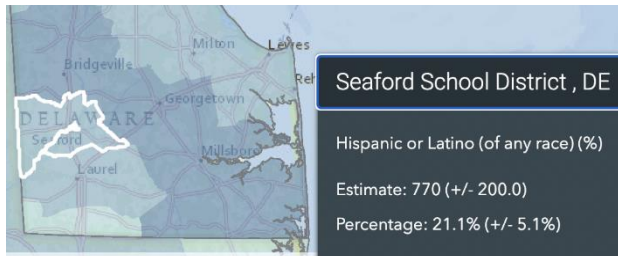 Milton
Lewes
Bridgeville
Georgetown
DELAWARE
Seaford
Millsboro
Laurel
Seaford School District , DE
Hispanic or Latino (of any race) (%)
Estimate: 770 (+/- 200.0)
Percentage: 21.1% (+/- 5.1%)